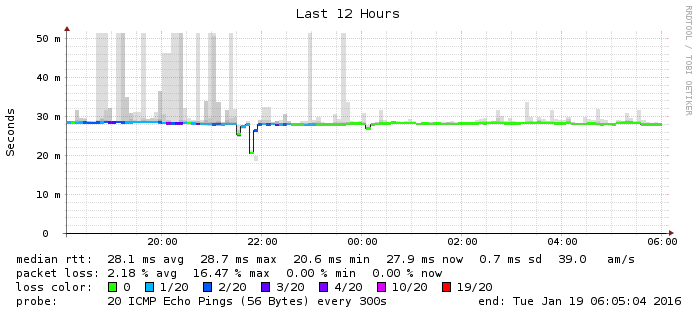 Last 12 Hours
RRDTOOL / TOBI OETIKER
Seconds
50 m
40 m
30 m
20 m
10 m
0
20:00 22:00 00:00 02:00 04:00 06:00
median rtt: 28.1 ms avg 28.7 ms max 20.6 ms min 27.9 ms now 0.7 ms sd 39.0 am/s
packet loss: 2.18 % avg 16.47 % max 0.00 % min 0.00 % now
loss color: 0 1/20 2/20 3/20 4/20 10/20 19/20
probe: 20 ICMP Echo Pings (56 Bytes) every 300s end: Tue Jan 19 06:05:04 2016